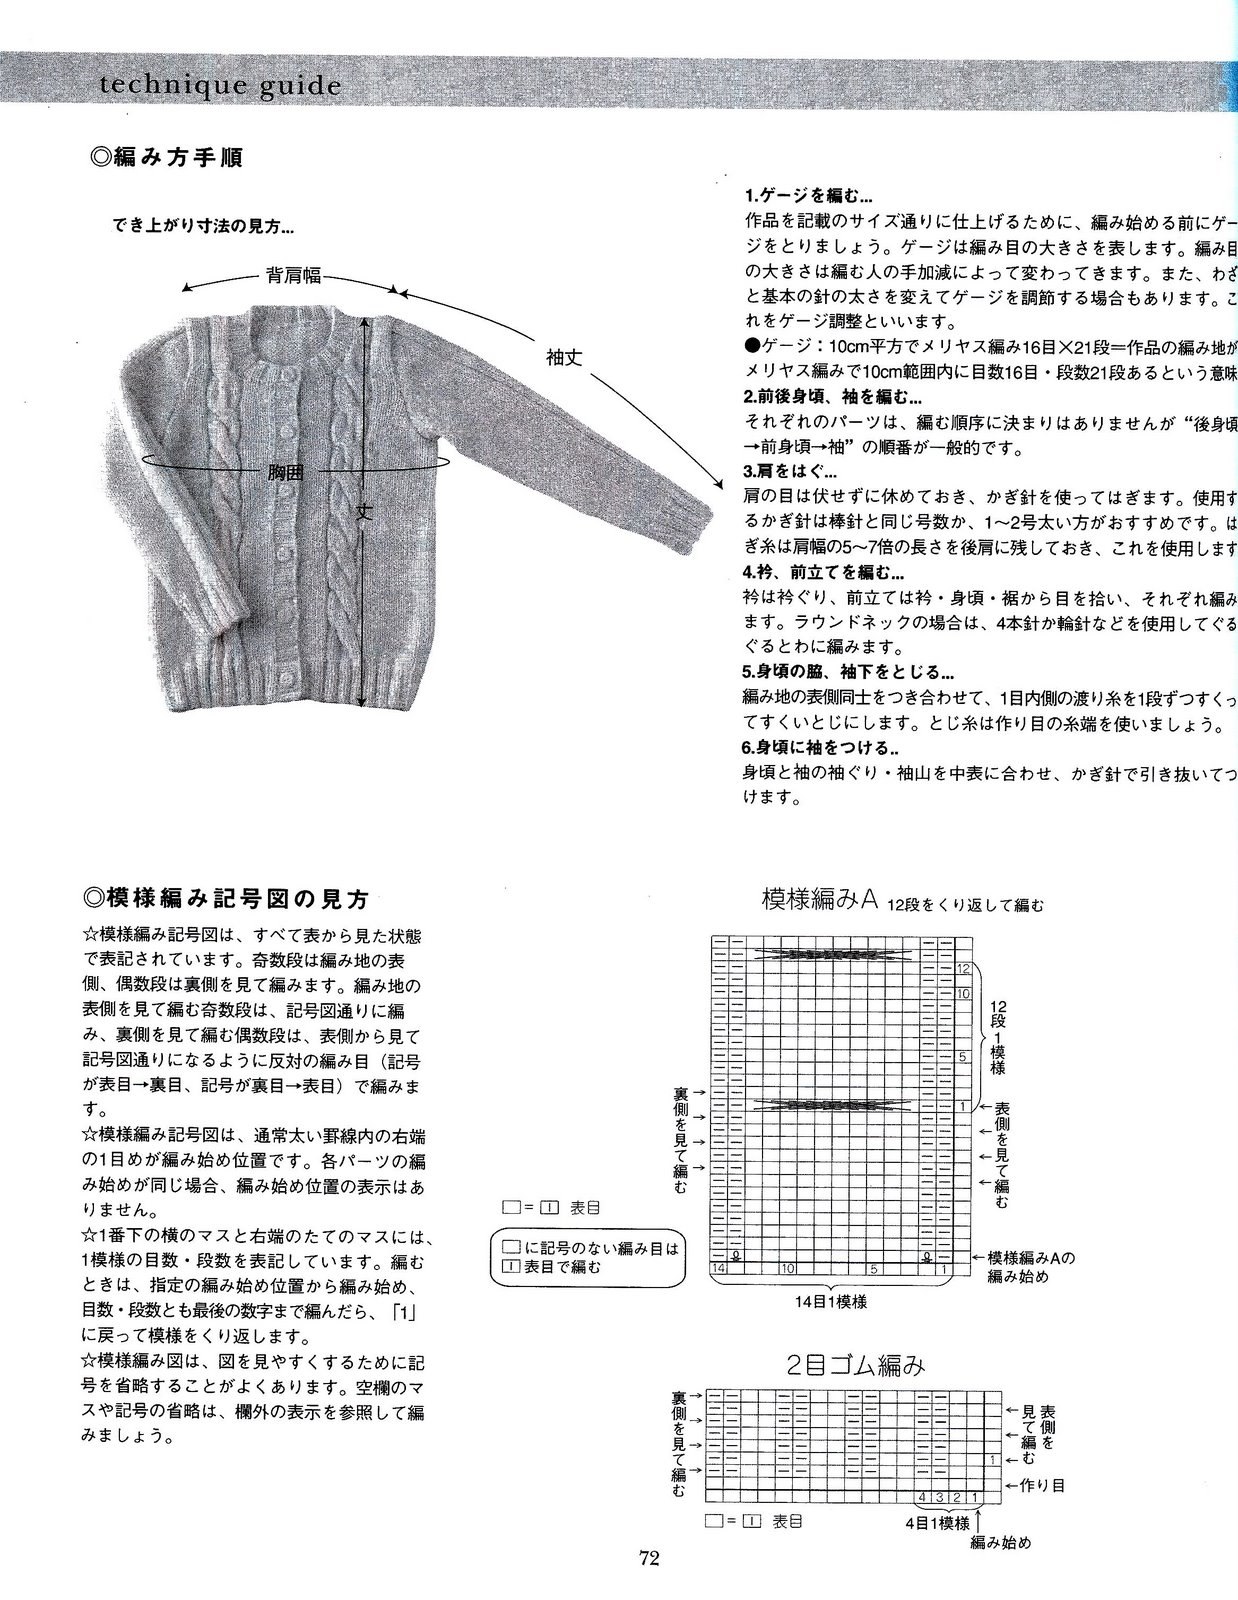 technique guide
◎編み方手順
でき上がり寸法の見方…
背肩幅
袖丈
胸囲
丈
1.ゲージを編む…
作品を記載のサイズ通りに仕上げるために、編み始める前にゲー
ジをとりましょう。ゲージは編み目の大きさを表します。編み目
の大きさは編む人の手加減によって変わってきます。また、わざ
と基本の針の太さを変えてゲージを調節する場合もあります。こ
れをゲージ調整といいます。
●ゲージ：10cm平方でメリヤス編み16目×21段＝作品の編み地が
メリヤス編みで10cm範囲内に目数16目・段数21段あるという意味
2.前後身頃、袖を編む…
それぞれのパーツは、編む順序に決まりはありませんが“後身頃
→前身頃→袖”の順番が一般的です。
3.肩をはぐ…
肩の目は伏せずに休めておき、かぎ針を使ってはぎます。使用す
るかぎ針は棒針と同じ号数か、1〜2号太い方がおすすめです。は
ぎ糸は肩幅の5〜7倍の長さを後肩に残しておき、これを使用します
4.衿、前立てを編む…
衿は衿ぐり、前立ては衿・身頃・裾から目を拾い、それぞれ編み
ます。ラウンドネックの場合は、4本針か輪針などを使用してぐる
ぐるとわに編みます。
5.身頃の脇、袖下をとじる…
編み地の表側同士をつき合わせて、1目内側の渡り糸を1段ずつすくっ
てすくいとじにします。とじ糸は作り目の糸端を使いましょう。
6.身頃に袖をつける..
身頃と袖の袖ぐり・袖山を中表に合わせ、かぎ針で引き抜いてつ
けます。
◎模様編み記号図の見方
☆模様編み記号図は、すべて表から見た状態
で表記されています。奇数段は編み地の表
側、偶数段は裏側を見て編みます。編み地の
表側を見て編む奇数段は、記号図通りに編
み、裏側を見て編む偶数段は、表側から見て
記号図通りになるように反対の編み目（記号
が表目→裏目、記号が裏目→表目）で編みま
す。
☆模様編み記号図は、通常太い罫線内の右端
の1目めが編み始め位置です。各パーツの編
み始めが同じ場合、編み始め位置の表示はあ
りません。
☆1番下の横のマスと右端のたてのマスには、
1模様の目数・段数を表記しています。編む
ときは、指定の編み始め位置から編み始め、
目数・段数とも最後の数字まで編んだら、「1」
に戻って模様をくり返します。
☆模様編み図は、図を見やすくするために記
号を省略することがよくあります。空欄のマ
スや記号の省略は、欄外の表示を参照して編
みましょう。
模様編みA 12段をくり返して編む
12
10
5
1
12段1模様
裏側を見て編む
表側を見て編む
←模様編みAの
編み始め
14 10 5 1
14目1模様
□=｜ 表目
□に記号のない編み目は
｜表目で編む
2目ゴム編み
裏側を見て編む
表側を
見て編む
1
←作り目
4 3 2 1
4目1模様
編み始め
□=｜ 表目
72